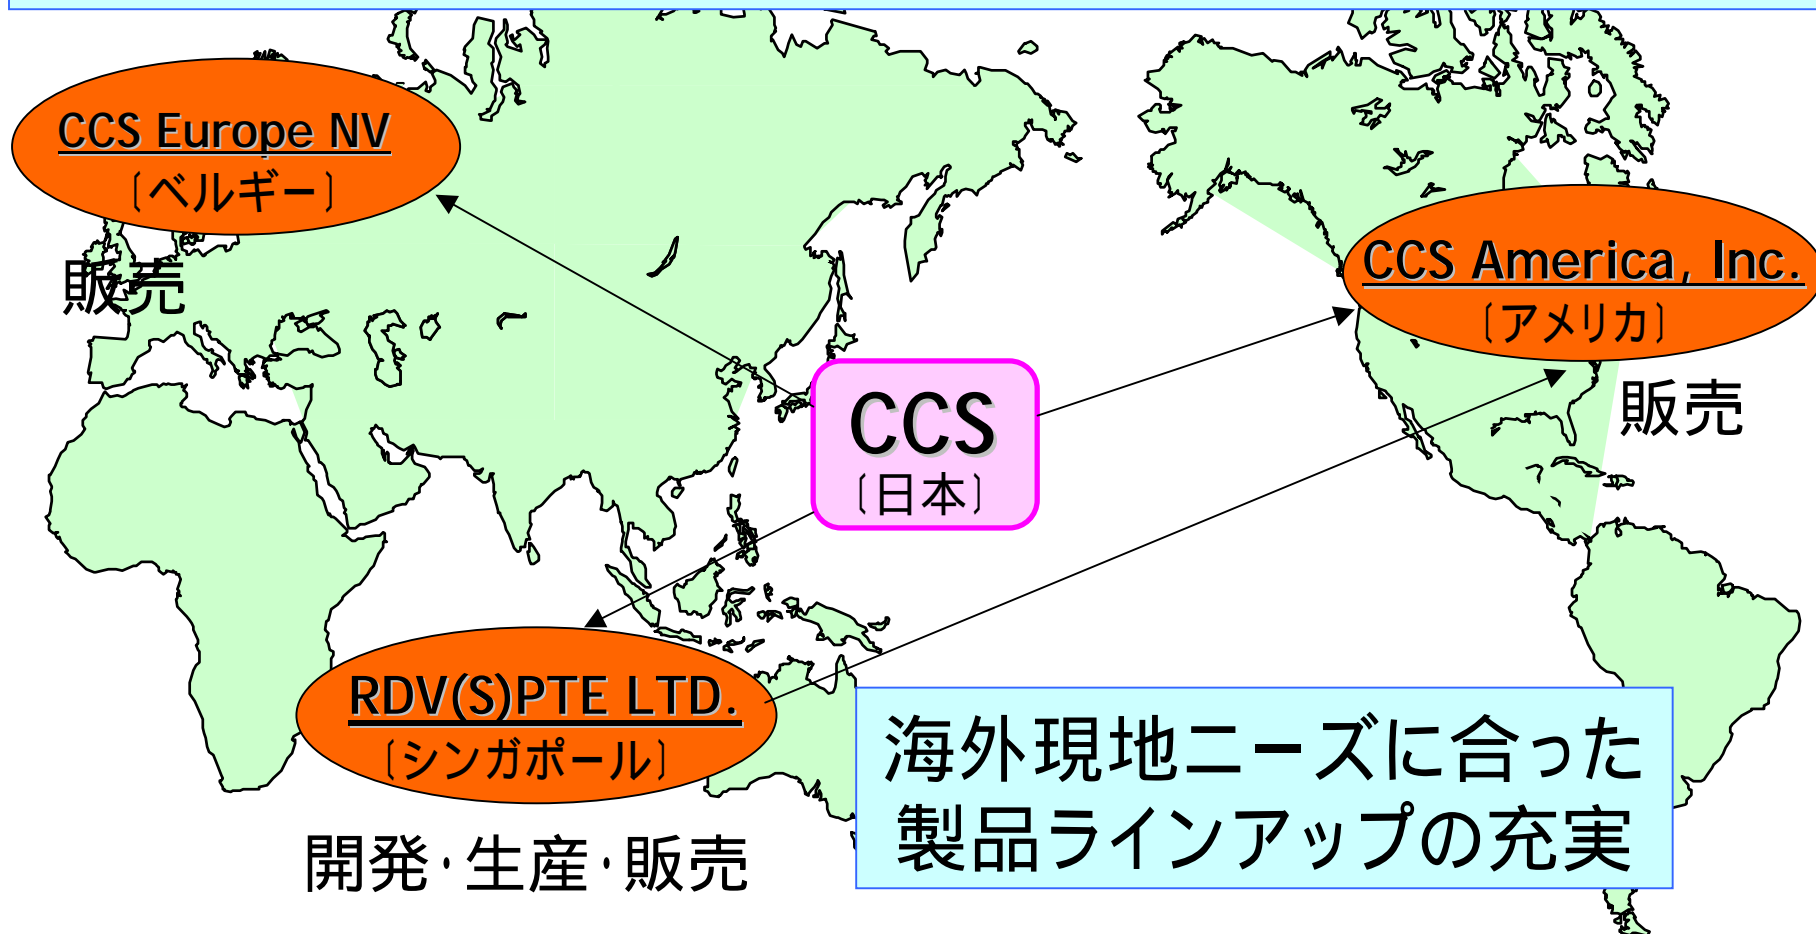 CCS Europe NV
〔ベルギー〕
販売
CCS America, Inc.
〔アメリカ〕
販売
CCS
〔日本〕
RDV(S)PTE LTD.
〔シンガポール〕
開発・生産・販売
海外現地ニーズに合った
製品ラインアップの充実